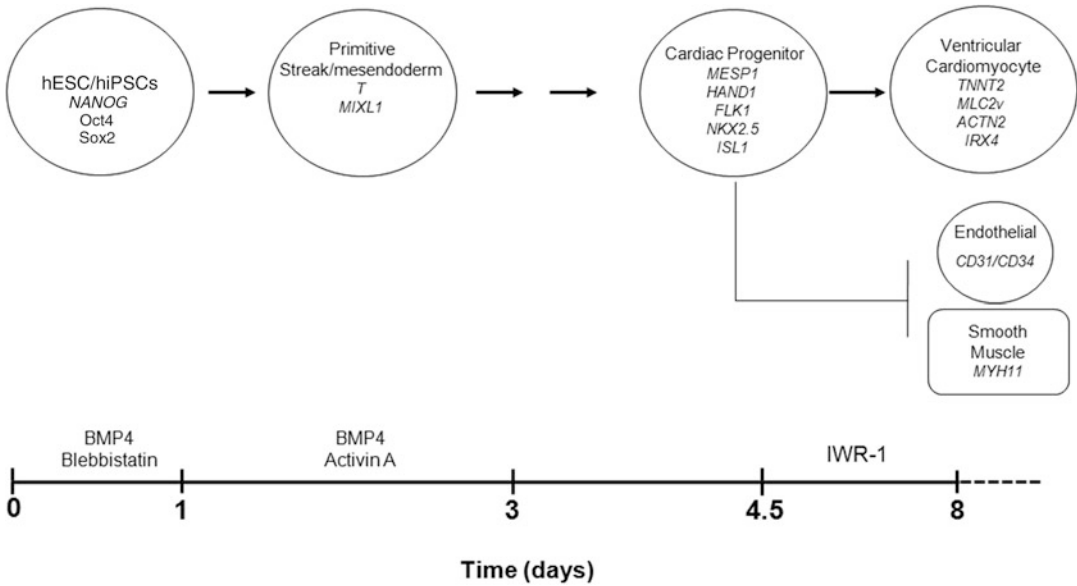 hESC/hiPSCs
NANOG
Oct4
Sox2
Primitive
Streak/mesendoderm
T
MIXL1
Cardiac Progenitor
MESP1
HAND1
FLK1
NKX2.5
ISL1
Ventricular
Cardiomyocyte
TNNT2
MLC2v
ACTN2
IRX4
Endothelial
CD31/CD34
Smooth
Muscle
MYH11
BMP4
Blebbistatin
BMP4
Activin A
IWR-1
0
1
3
4.5
8
Time (days)